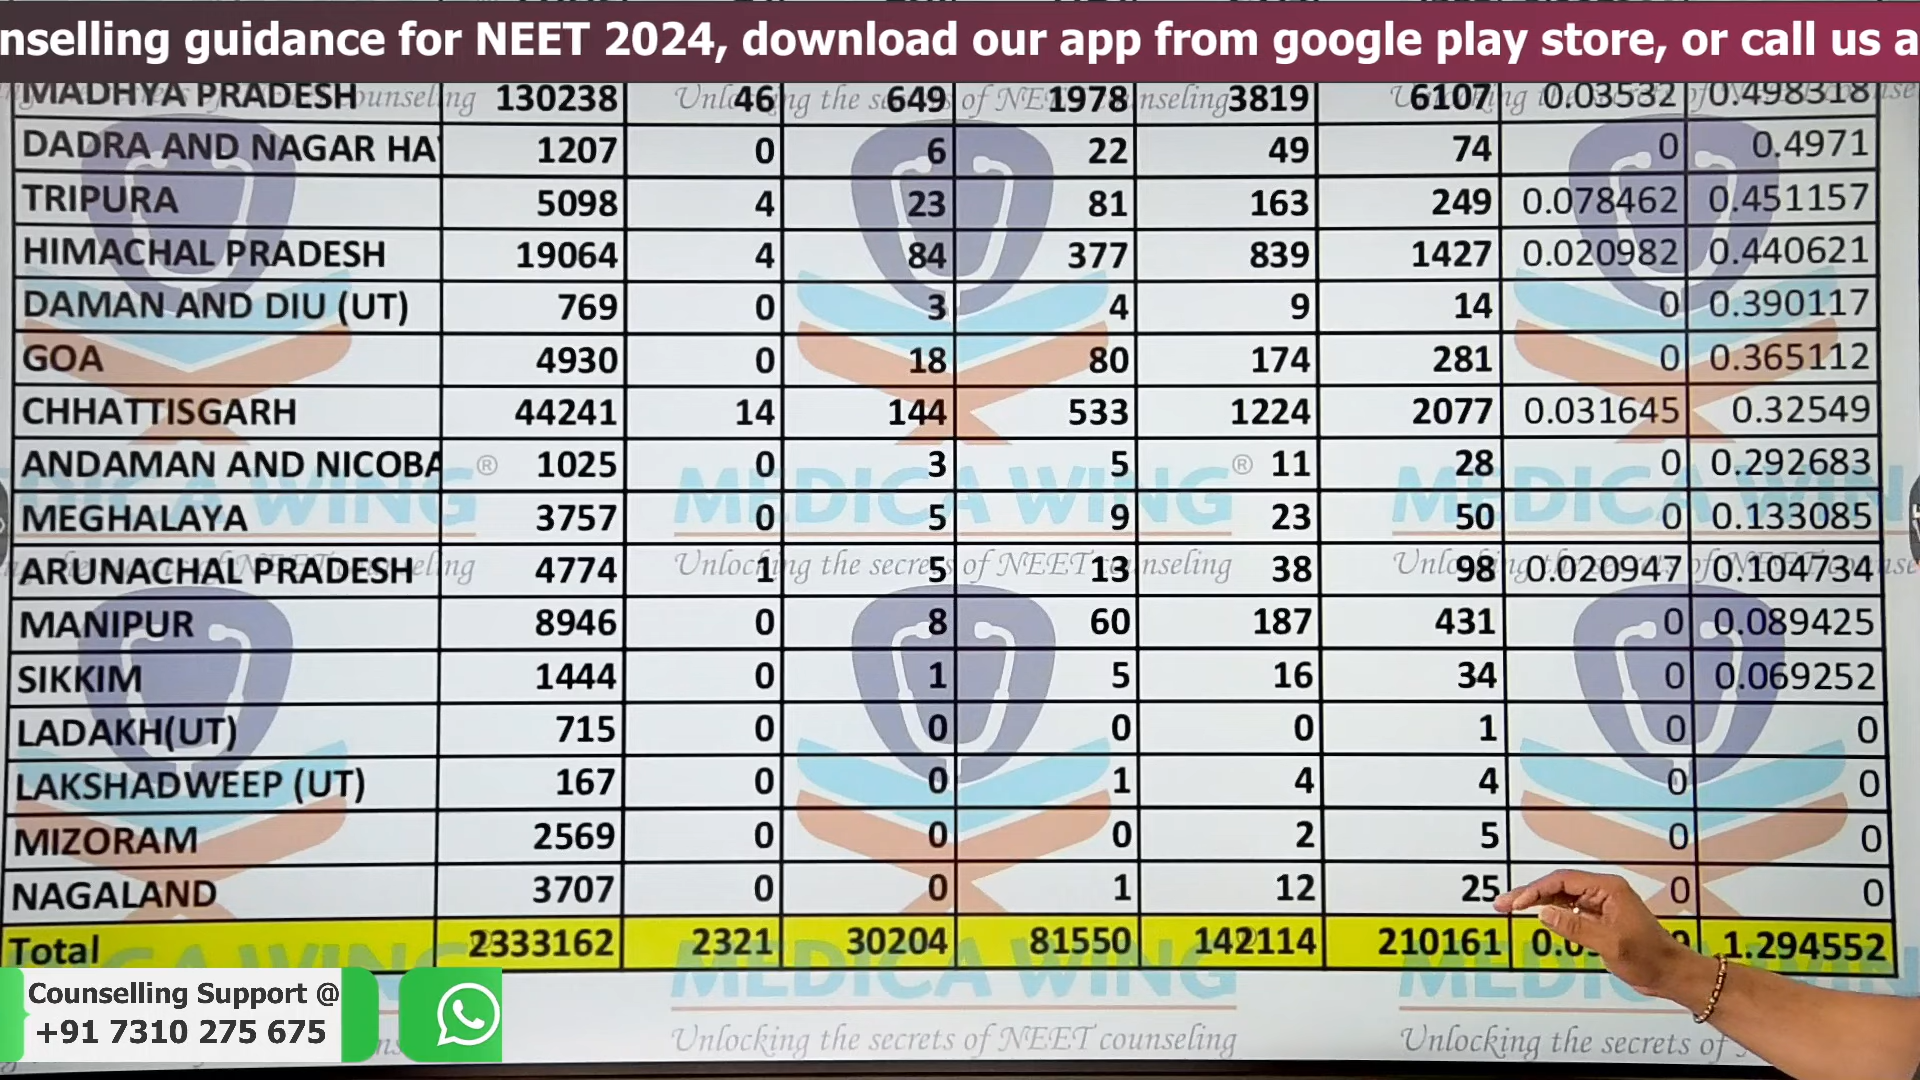 nselling guidance for NEET 2024, download our app from google play store, or call us a
MADHYA PRADESH 130238 46 649 1978 3819 6107 0.03532 0.498318
DADRA AND NAGAR HA 1207 0 6 22 49 74 0 0.4971
TRIPURA 5098 4 23 81 163 249 0.078462 0.451157
HIMACHAL PRADESH 19064 4 84 377 839 1427 0.020982 0.440621
DAMAN AND DIU (UT) 769 0 3 4 9 14 0 0.390117
GOA 4930 0 18 80 174 281 0 0.365112
CHHATTISGARH 44241 14 144 533 1224 2077 0.031645 0.32549
ANDAMAN AND NICOBA 1025 0 3 5 11 28 0 0.292683
MEGHALAYA 3757 0 5 9 23 50 0 0.133085
ARUNACHAL PRADESH 4774 1 5 13 38 98 0.020947 0.104734
MANIPUR 8946 0 8 60 187 431 0 0.089425
SIKKIM 1444 0 1 5 16 34 0 0.069252
LADAKH(UT) 715 0 0 0 0 1 0 0
LAKSHADWEEP (UT) 167 0 0 1 4 4 0 0
MIZORAM 2569 0 0 0 2 5 0 0
NAGALAND 3707 0 0 1 12 25 0 0
Total 2333162 2321 30204 81550 142114 210161 1.294552
MEDICA WING
Unlocking the secrets of NEET counseling
Counselling Support @
+91 7310 275 675